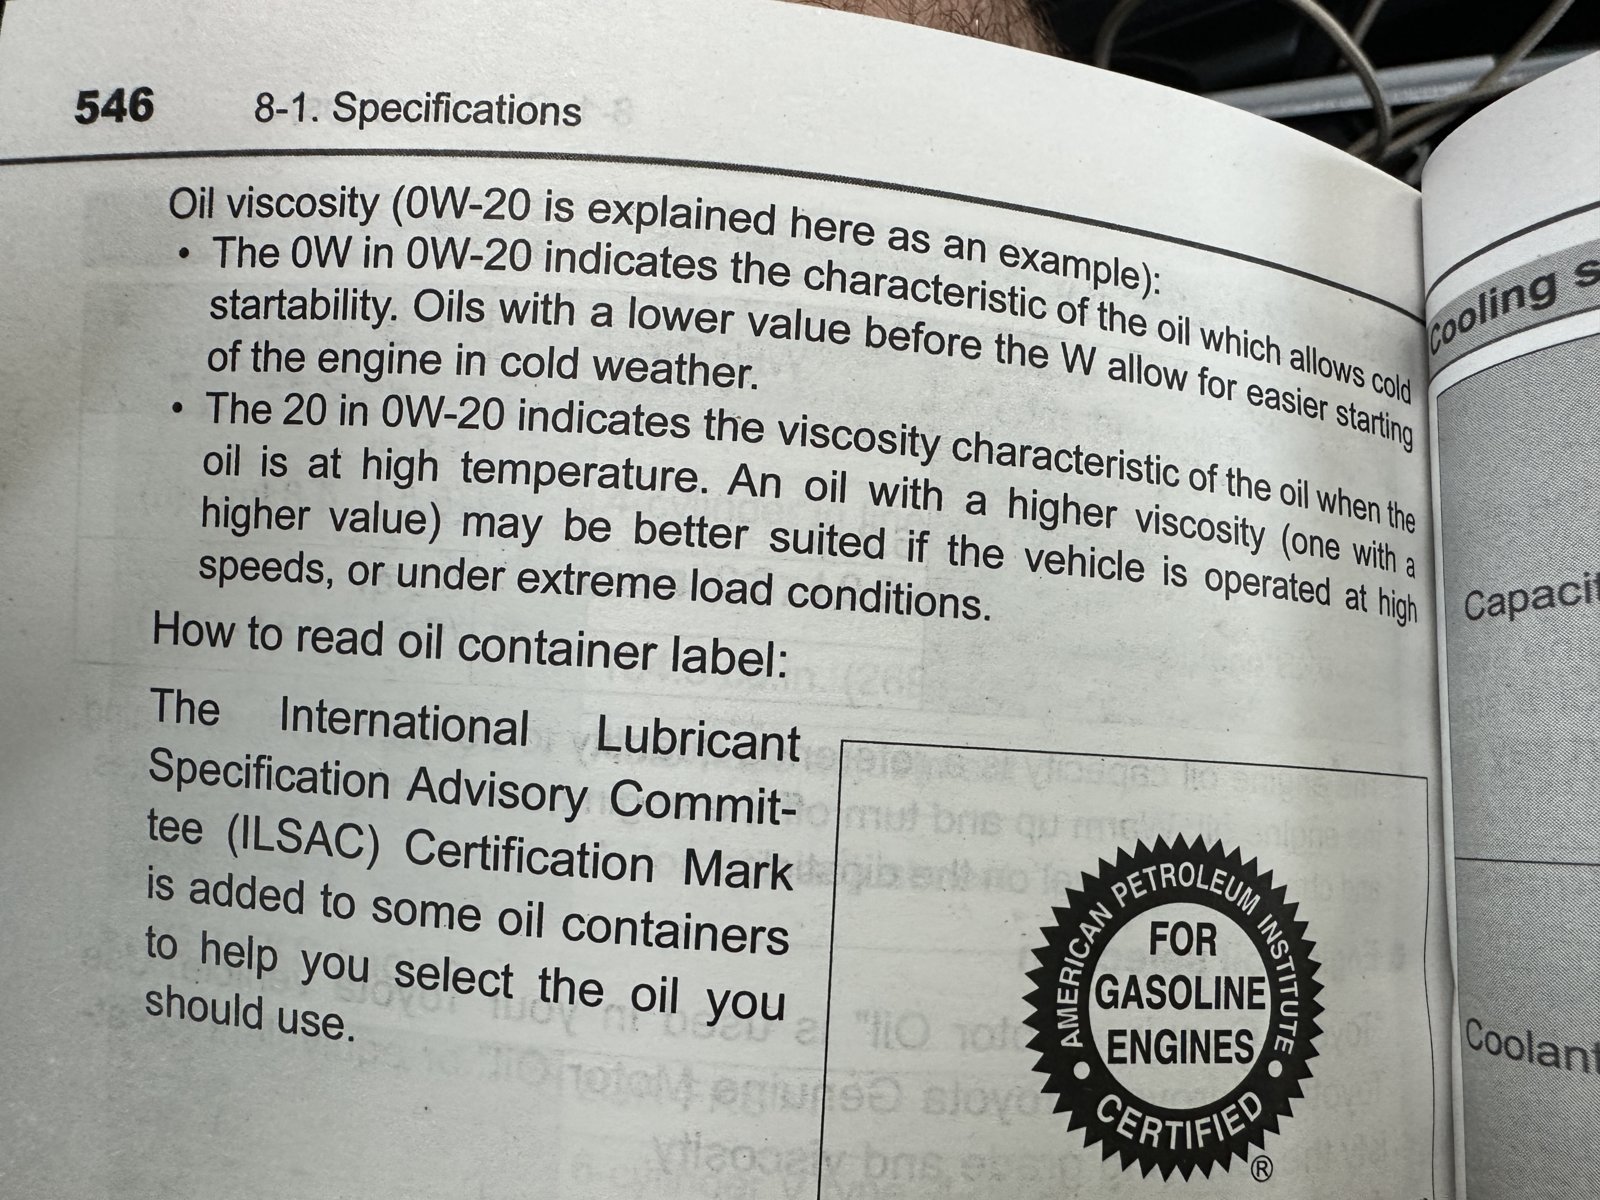 546 8-1. Specifications
Oil viscosity (0W-20 is explained here as an example):
• The 0W in 0W-20 indicates the characteristic of the oil which allows cold
startability. Oils with a lower value before the W allow for easier starting
of the engine in cold weather.
• The 20 in 0W-20 indicates the viscosity characteristic of the oil when the
oil is at high temperature. An oil with a higher viscosity (one with a
higher value) may be better suited if the vehicle is operated at high
speeds, or under extreme load conditions.
How to read oil container label:
The International Lubricant
Specification Advisory Commit-
tee (ILSAC) Certification Mark
is added to some oil containers
to help you select the oil you
should use.
AMERICAN PETROLEUM INSTITUTE
FOR
GASOLINE
ENGINES
CERTIFIED
®
Cooling s
Capacit
Coolant